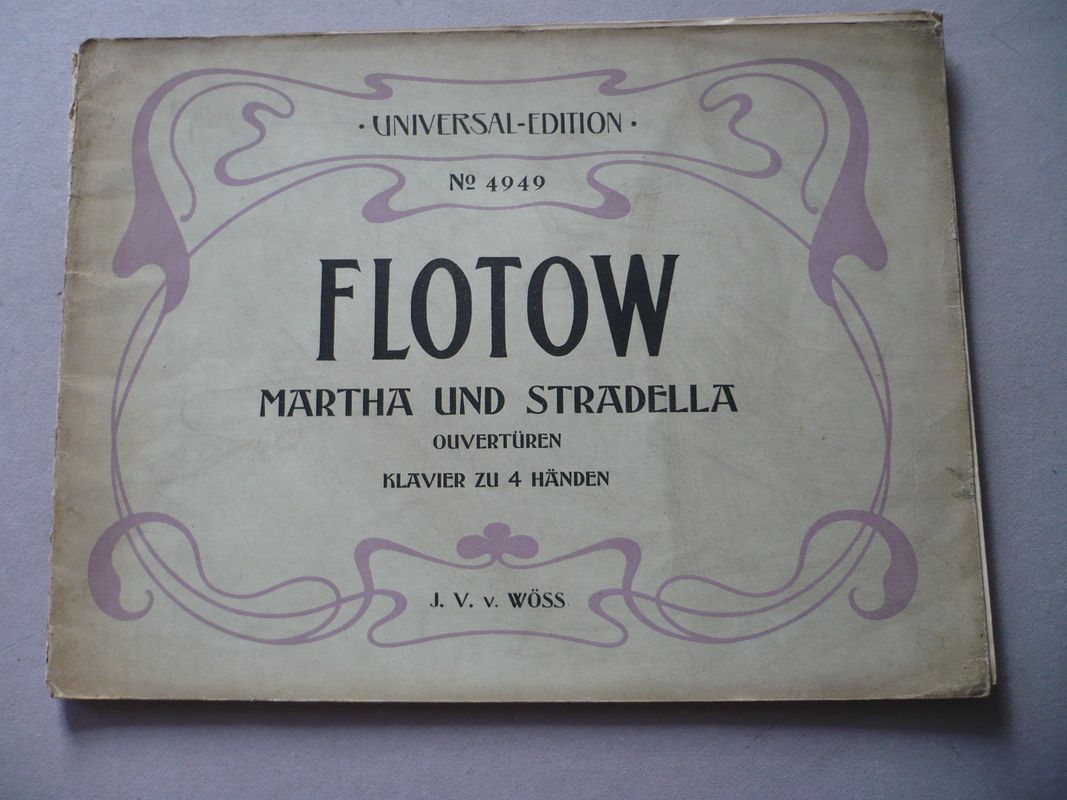 · UNIVERSAL-EDITION ·
Nº 4949
FLOTOW
MARTHA UND STRADELLA
OUVERTÜREN
KLAVIER ZU 4 HÄNDEN
J. V. v. WÖSS